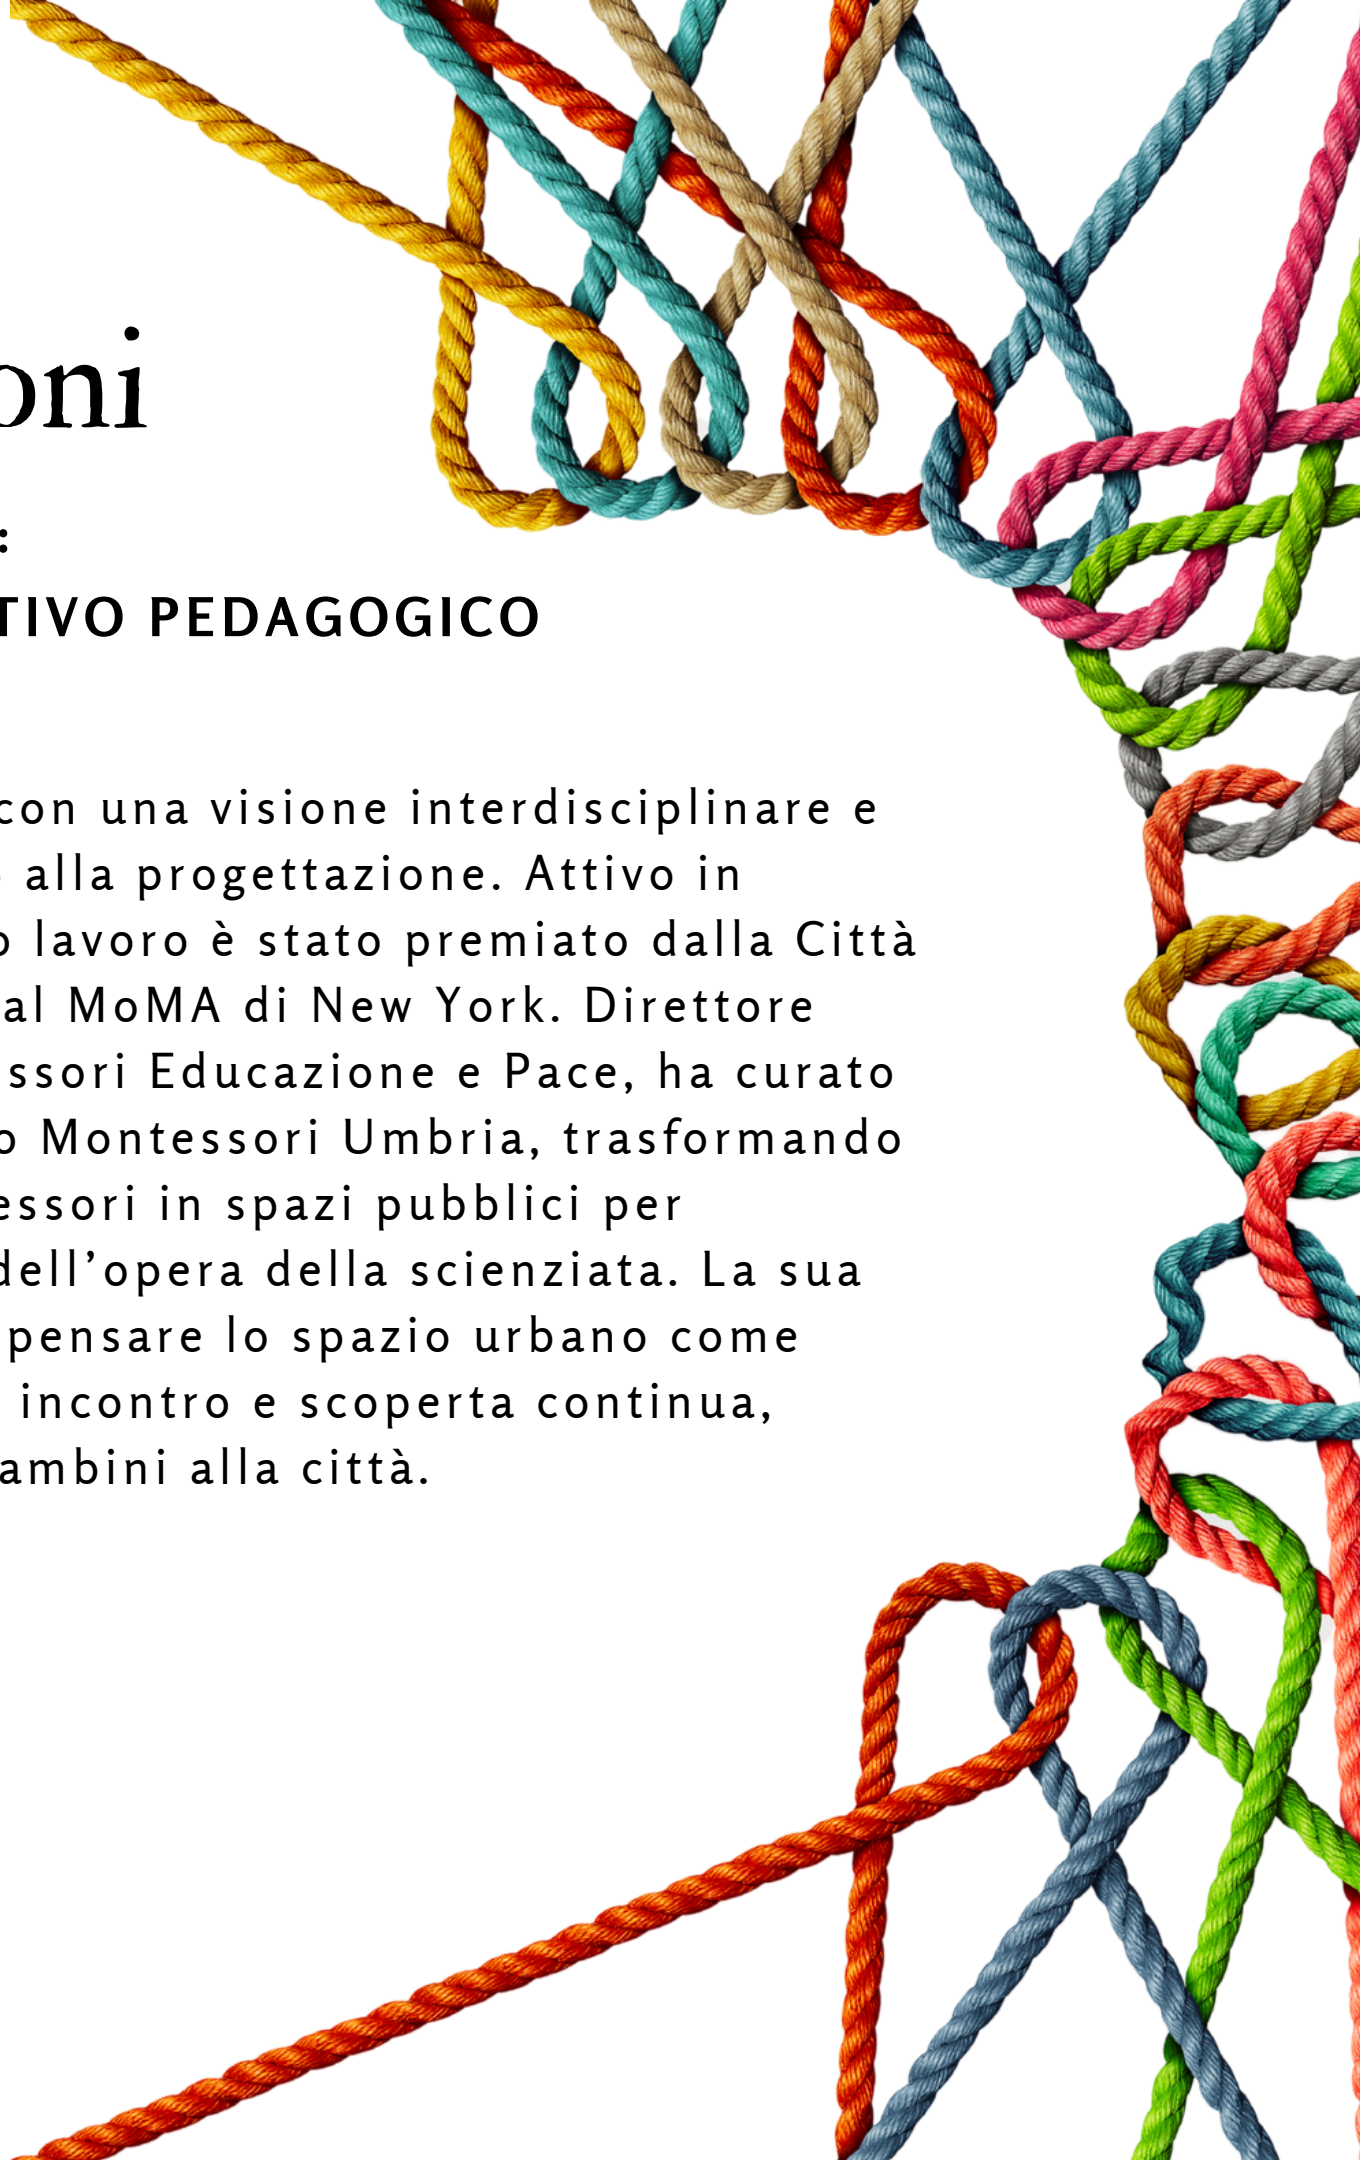 oni
:
TIVO PEDAGOGICO
con una visione interdisciplinare e
alla progettazione. Attivo in
o lavoro è stato premiato dalla Città
al MoMA di New York. Direttore
ssori Educazione e Pace, ha curato
o Montessori Umbria, trasformando
essori in spazi pubblici per
dell’opera della scienziata. La sua
pensare lo spazio urbano come
incontro e scoperta continua,
ambini alla città.